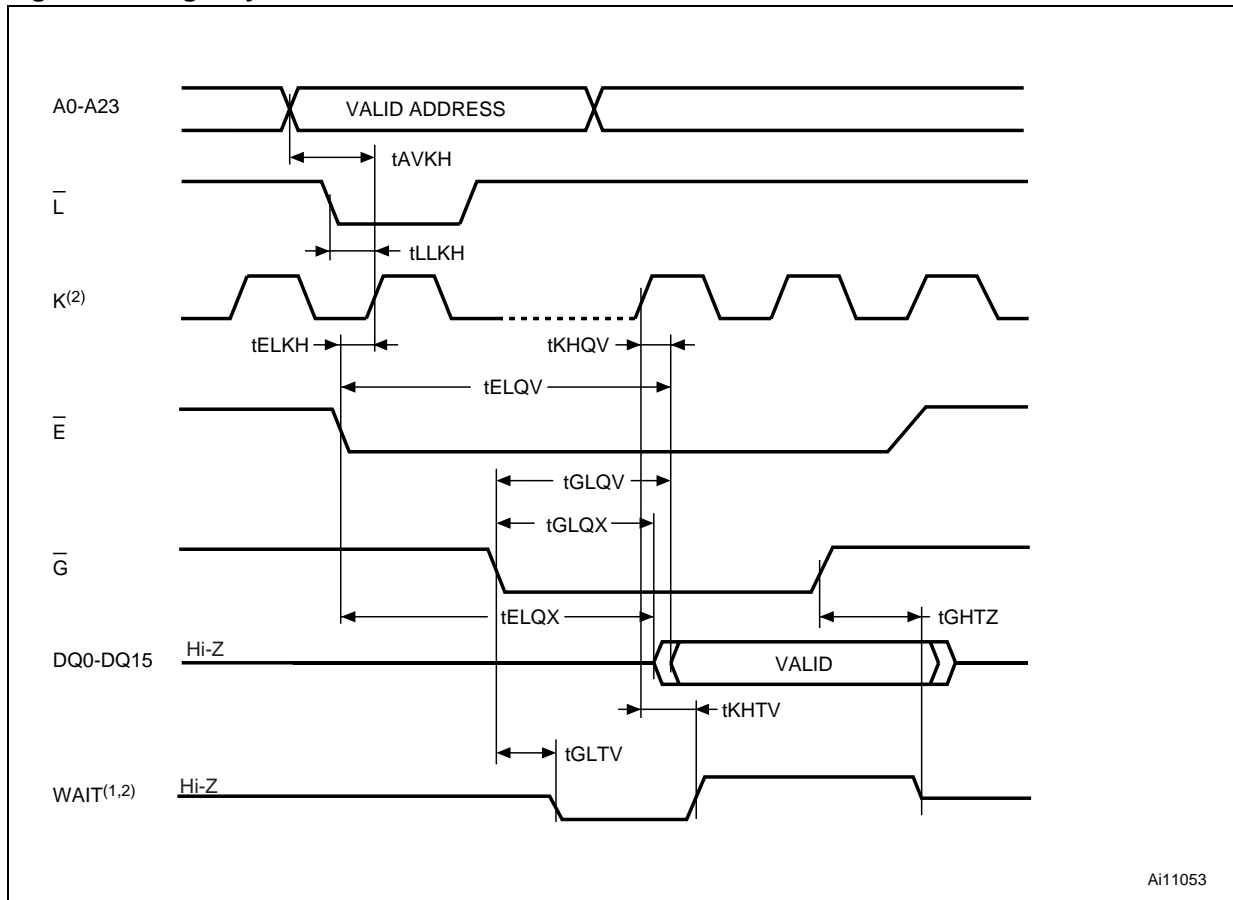 A0-A23
VALID ADDRESS
tAVKH
L
tLLKH
K(2)
tELKH
tKHQV
tELQV
E
tGLQV
tGLQX
G
tELQX
tGHTZ
DQ0-DQ15
Hi-Z
VALID
tKHTV
tGLTV
WAIT(1,2)
Hi-Z
Ai11053